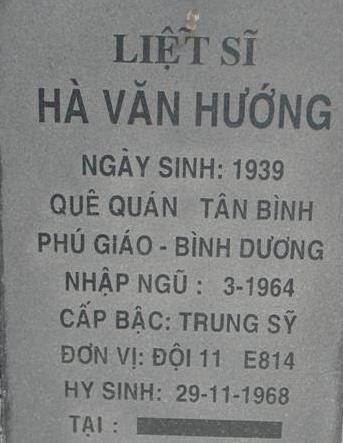 LIỆT SĨ
HÀ VĂN HƯỚNG
NGÀY SINH: 1939
QUÊ QUÁN TÂN BÌNH
PHÚ GIÁO - BÌNH DƯƠNG
NHẬP NGŨ : 3-1964
CẤP BẬC: TRUNG SỸ
ĐƠN VỊ: ĐỘI 11 E814
HY SINH: 29-11-1968
TẠI :